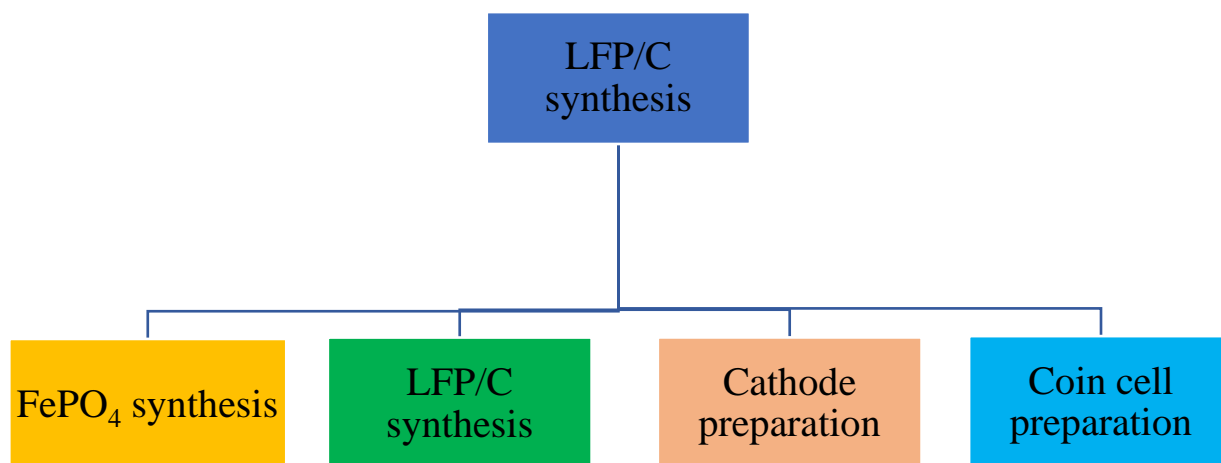 LFP/C
synthesis
FePO₄ synthesis
LFP/C
synthesis
Cathode
preparation
Coin cell
preparation